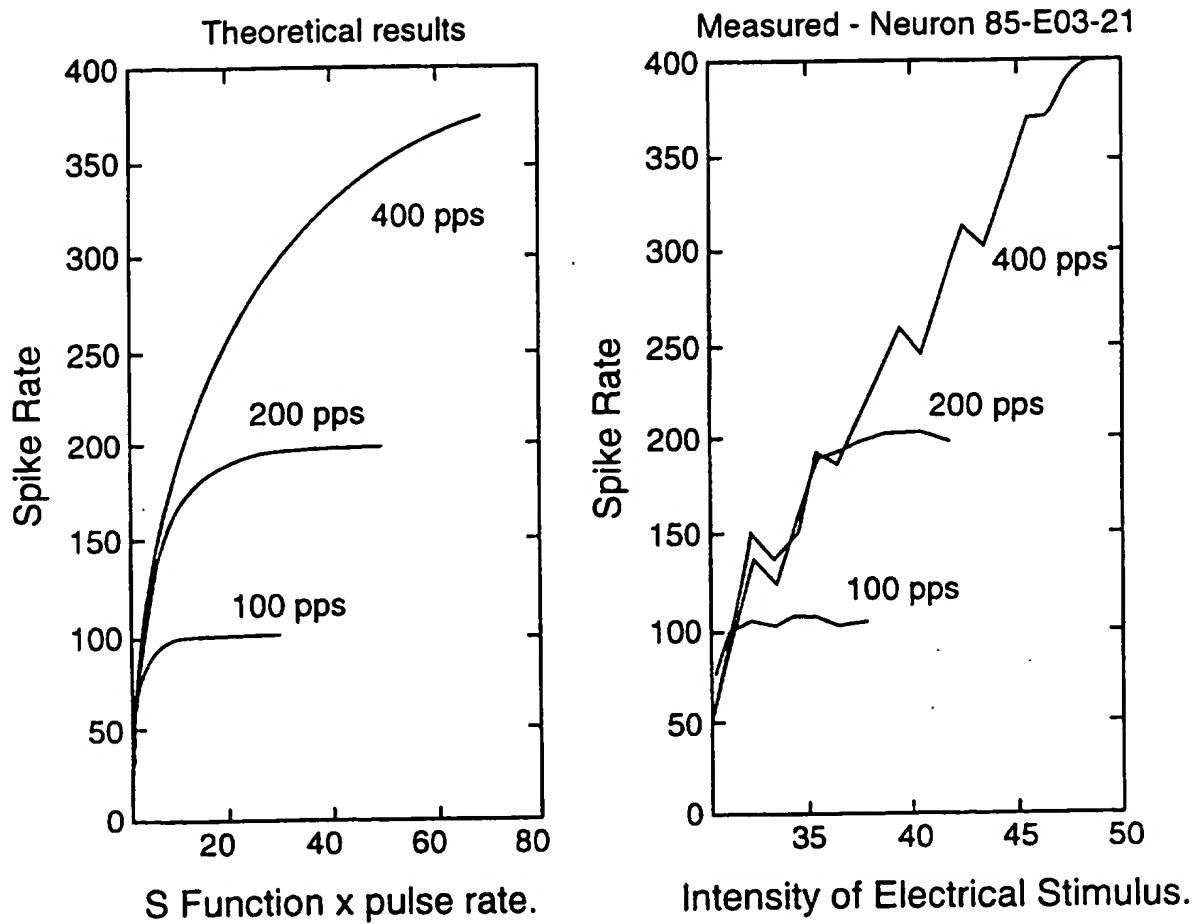 Theoretical results
400
350
300
250
200
150
100
50
0
20
40
60
80
400 pps
200 pps
100 pps
Spike Rate
S Function x pulse rate.
Measured - Neuron 85-E03-21
400
350
300
250
200
150
100
50
0
35
40
45
50
400 pps
200 pps
100 pps
Spike Rate
Intensity of Electrical Stimulus.